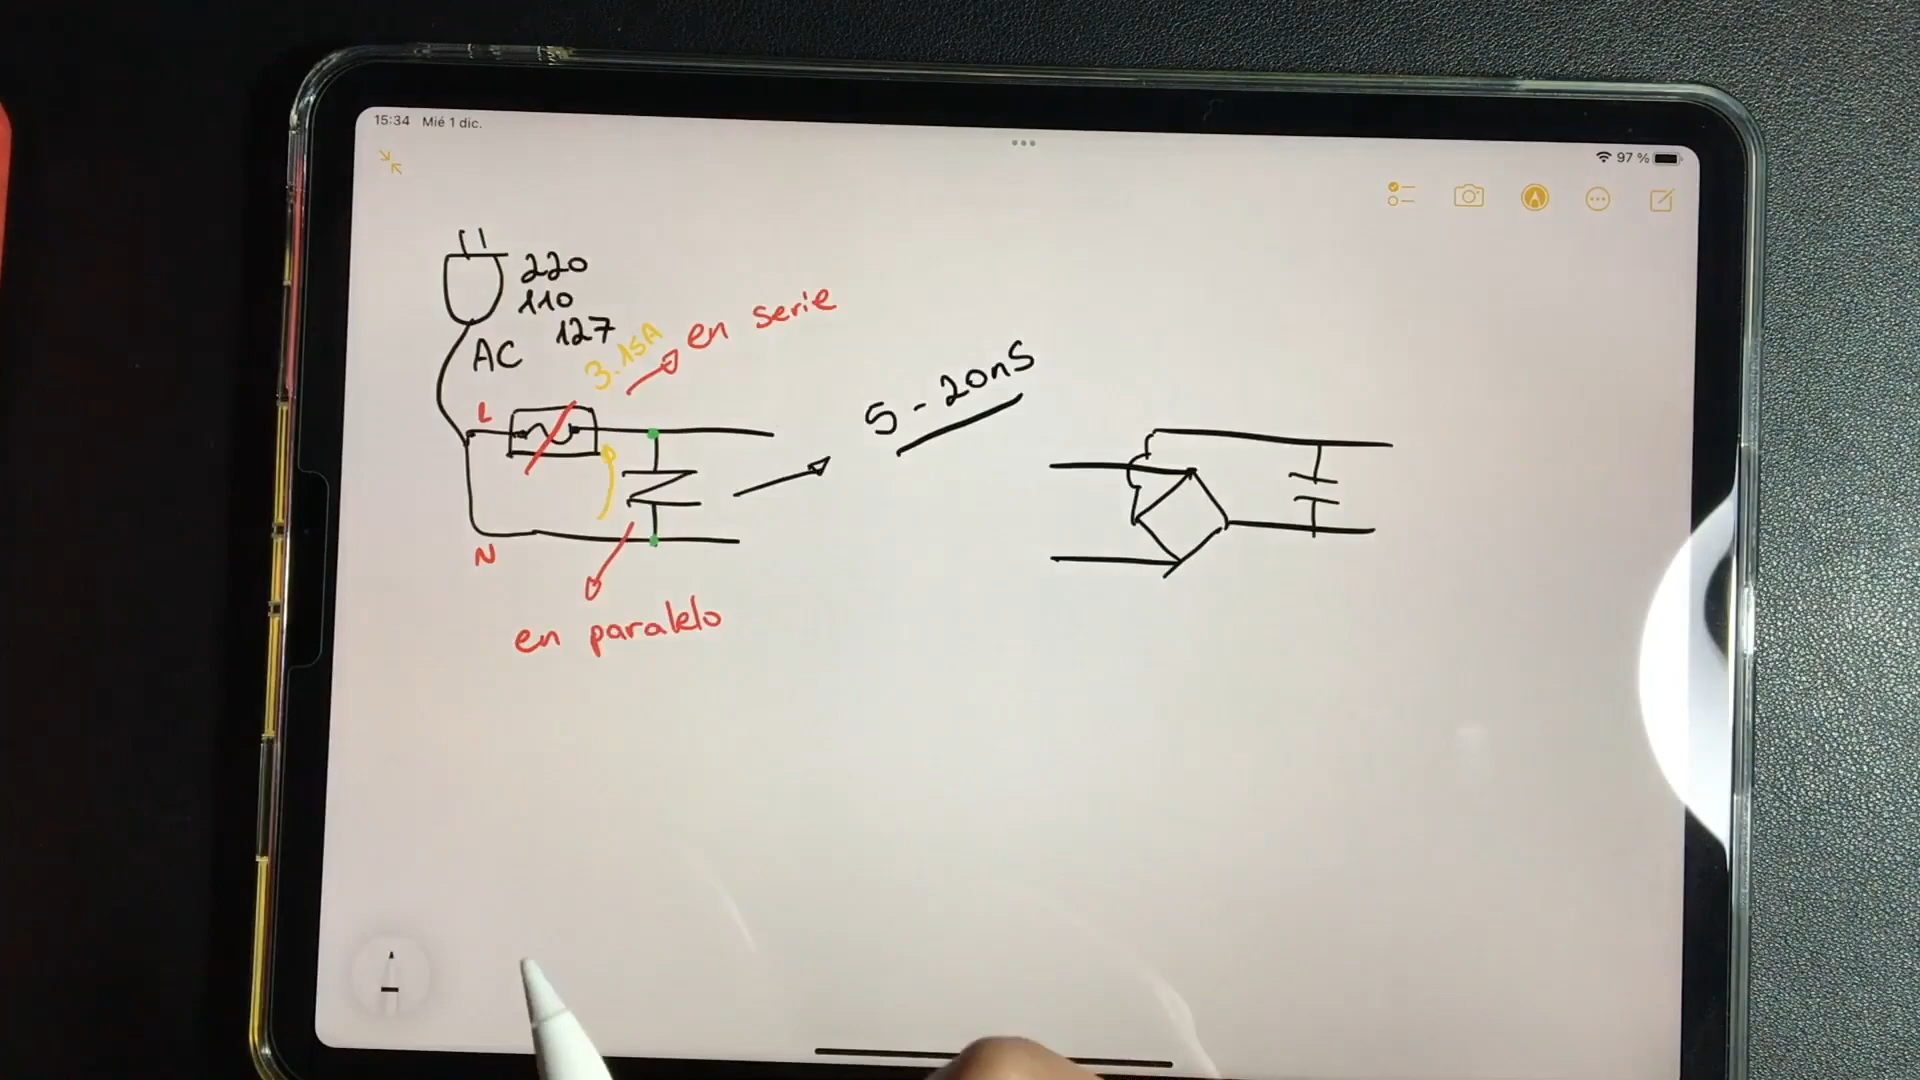 15:34 Mié 1 dic.
97 %
220
110
127
AC
3.15A
en serie
L
5 - 20nS
N
en paralelo